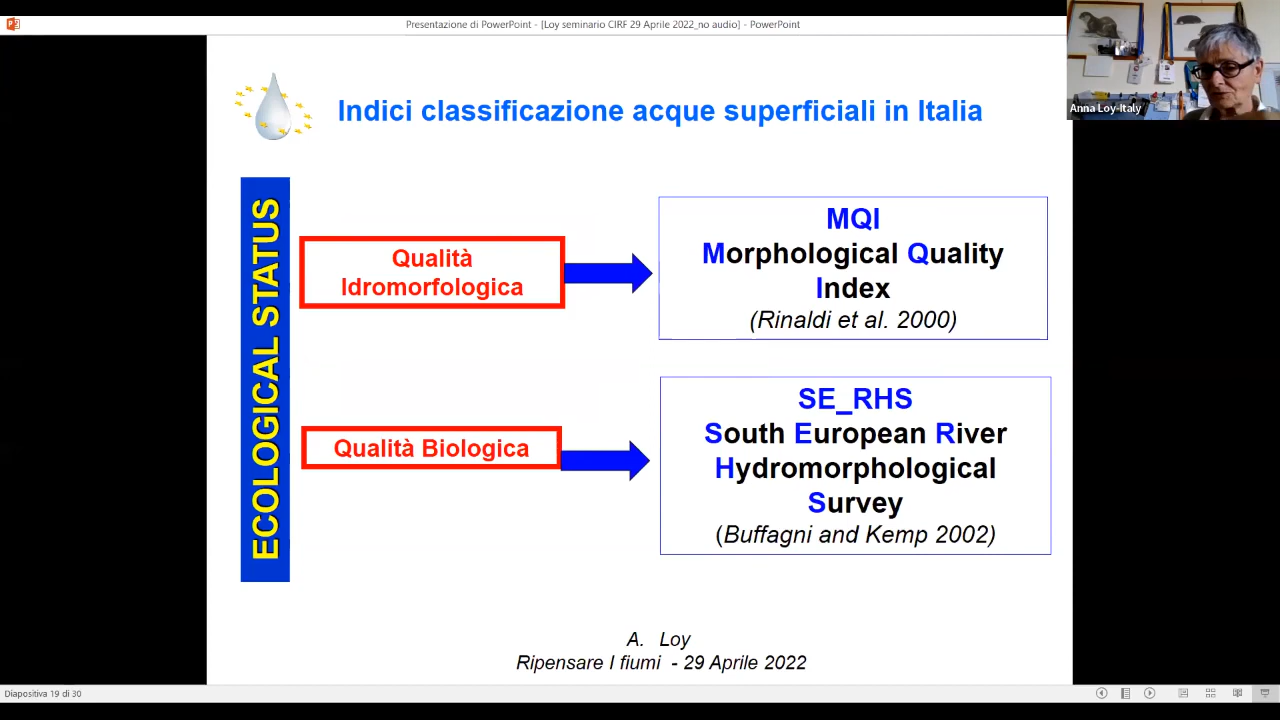 Presentazione di PowerPoint - [Loy seminario CIRF 29 Aprile 2022_no audio] - PowerPoint
Anna Loy-Italy
Indici classificazione acque superficiali in Italia
ECOLOGICAL STATUS
Qualità
Idromorfologica
MQI
Morphological Quality
Index
(Rinaldi et al. 2000)
Qualità Biologica
SE_RHS
South European River
Hydromorphological
Survey
(Buffagni and Kemp 2002)
A. Loy
Ripensare I fiumi - 29 Aprile 2022
Diapositiva 19 di 30